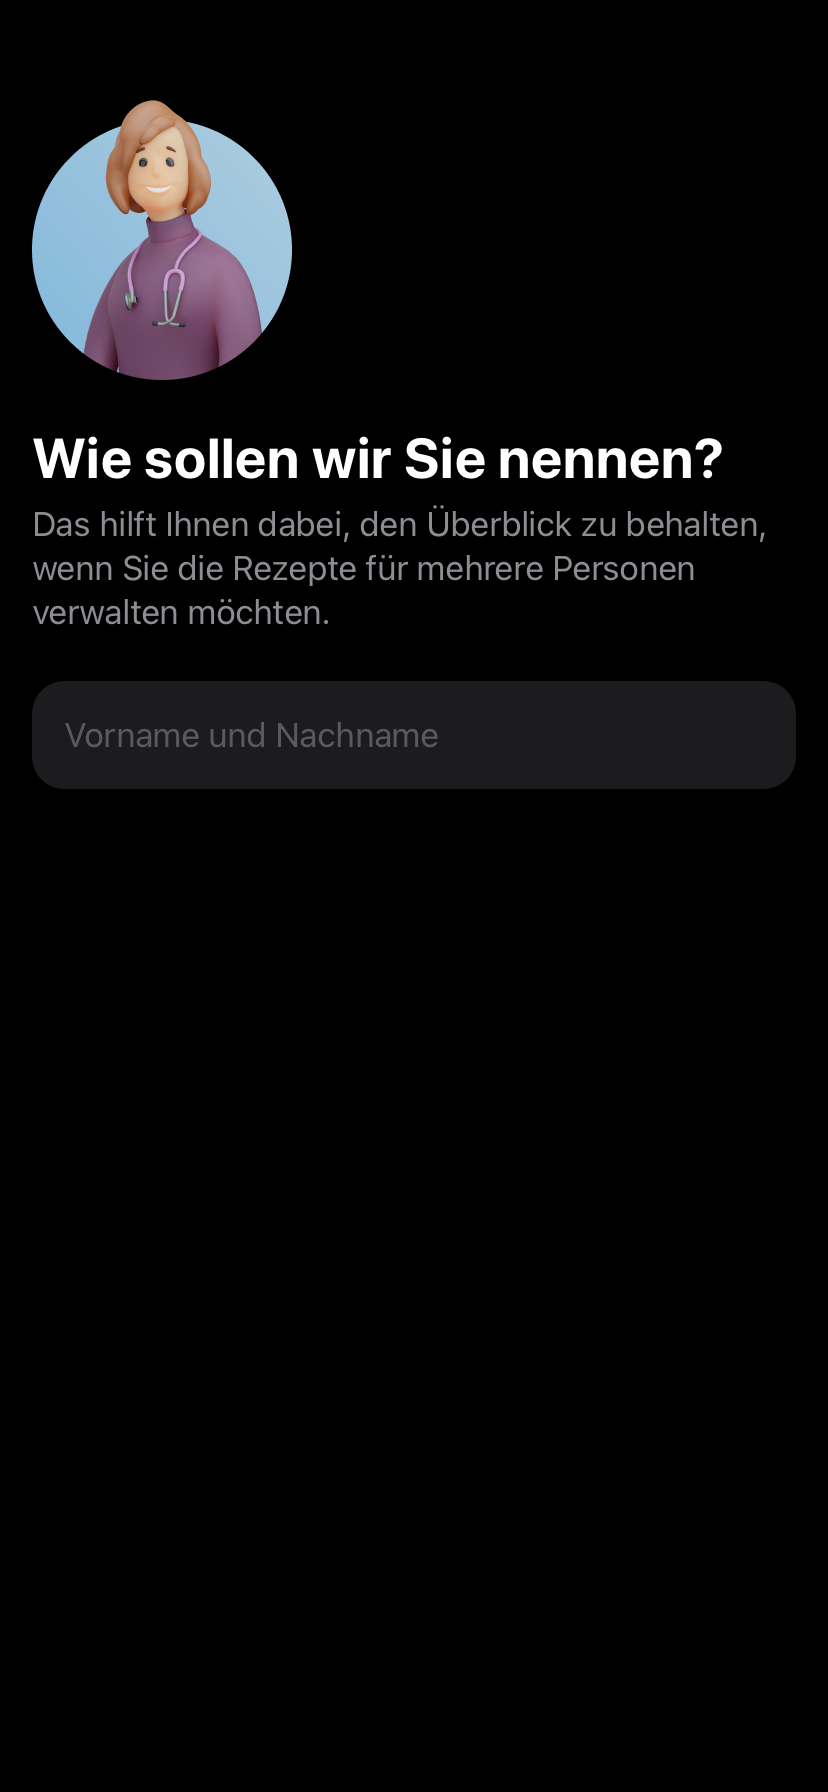 Wie sollen wir Sie nennen?
Das hilft Ihnen dabei, den Überblick zu behalten,
wenn Sie die Rezepte für mehrere Personen
verwalten möchten.
Vorname und Nachname